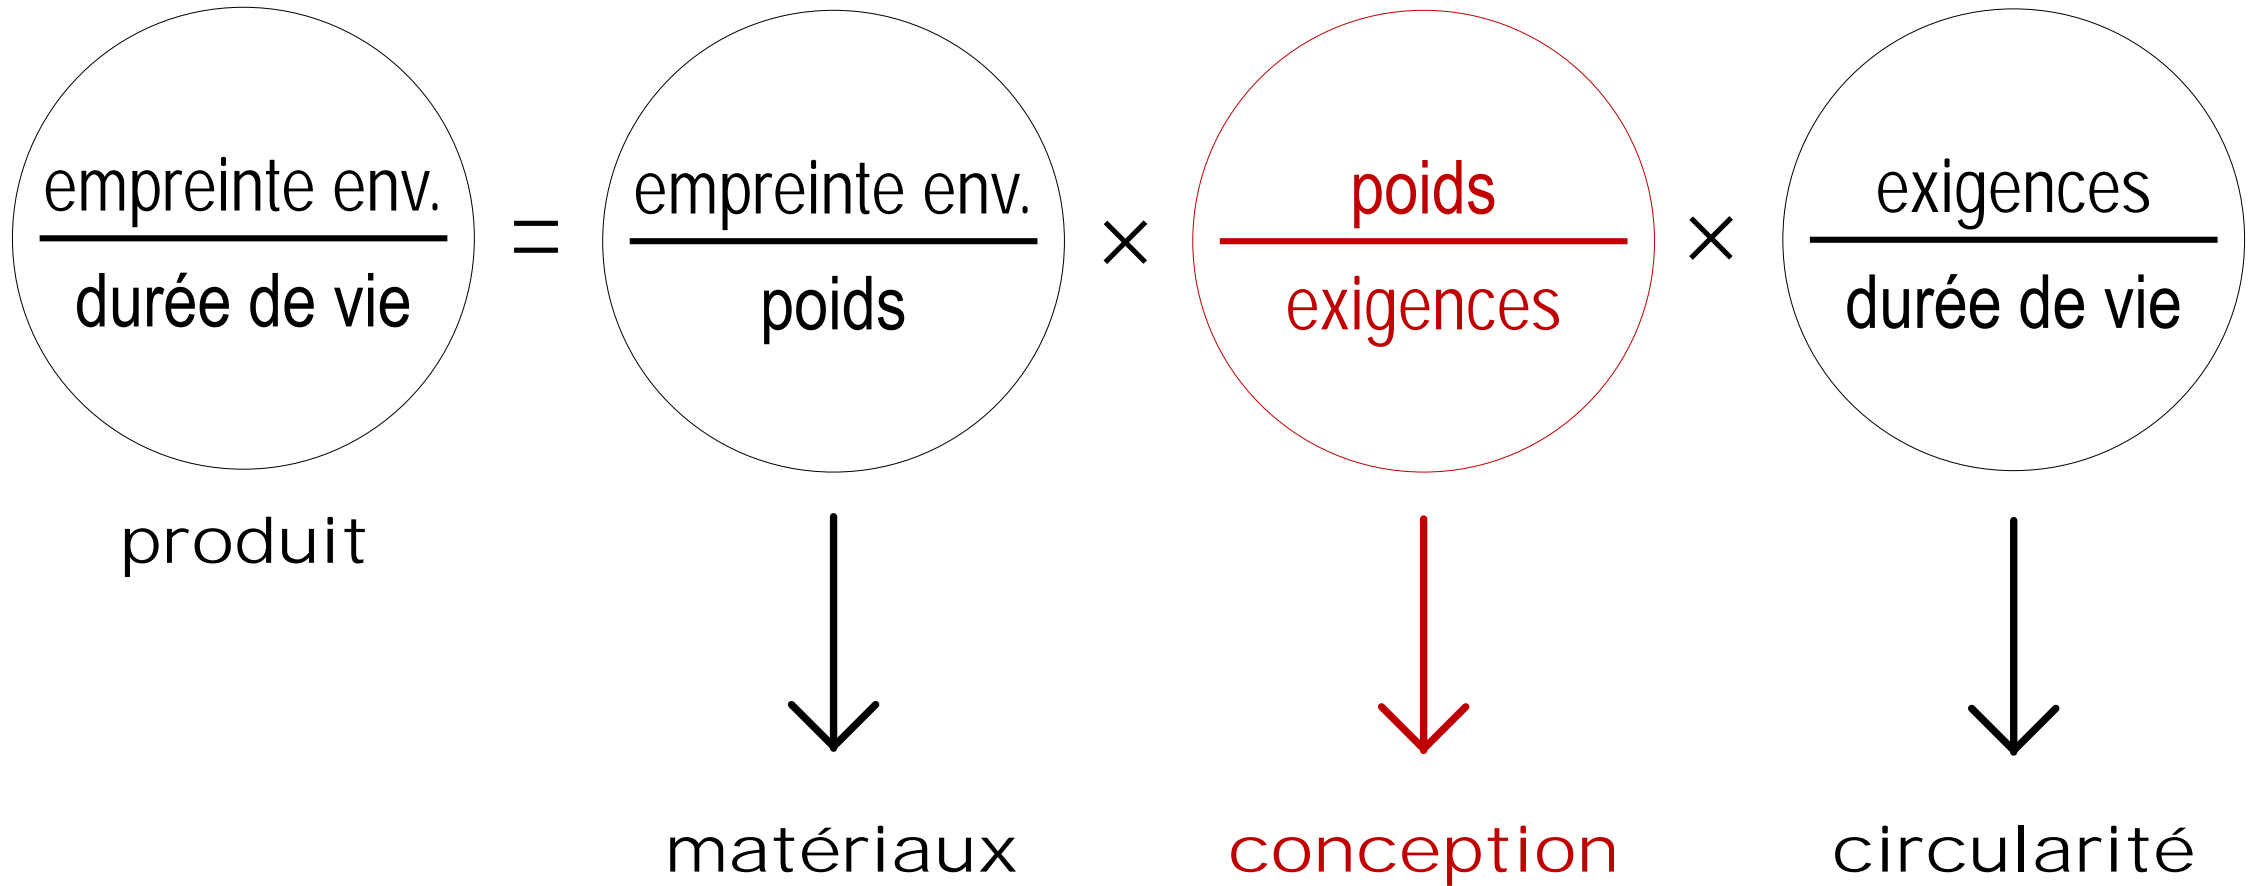 empreinte env.
durée de vie
=
empreinte env.
poids
×
poids
exigences
×
exigences
durée de vie
produit
matériaux
conception
circularité